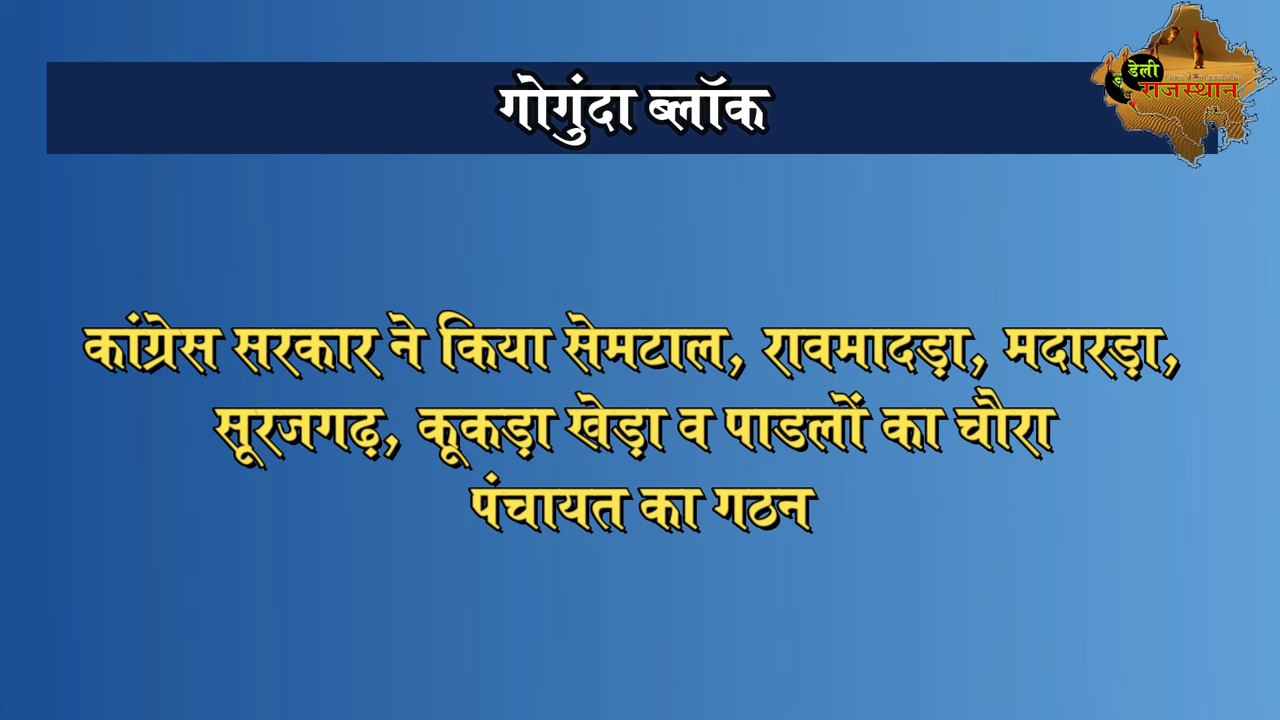 गोगुंदा ब्लॉक
डेली
राजस्थान
कांग्रेस सरकार ने किया सेमटाल, रावमादड़ा, मदारड़ा,
सूरजगढ़, कूकड़ा खेड़ा व पाडलों का चौरा
पंचायत का गठन